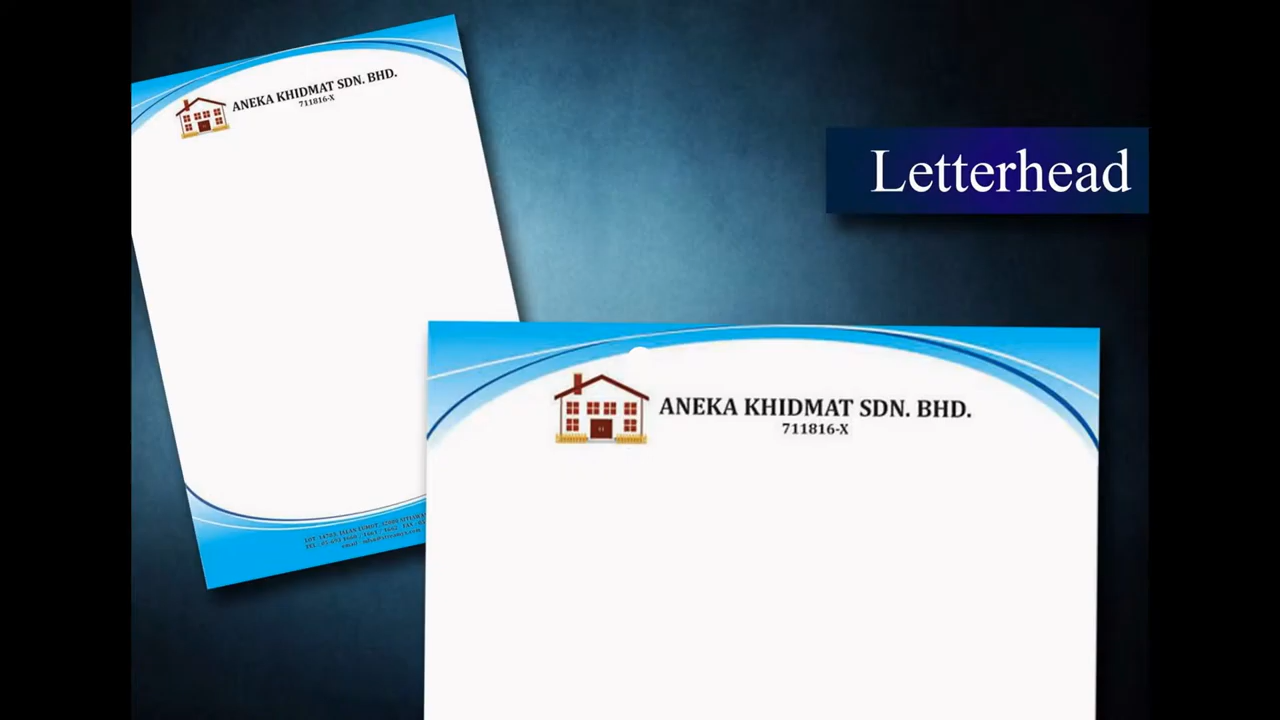 ANEKA KHIDMAT SDN. BHD.
711816-X
Letterhead
ANEKA KHIDMAT SDN. BHD.
711816-X